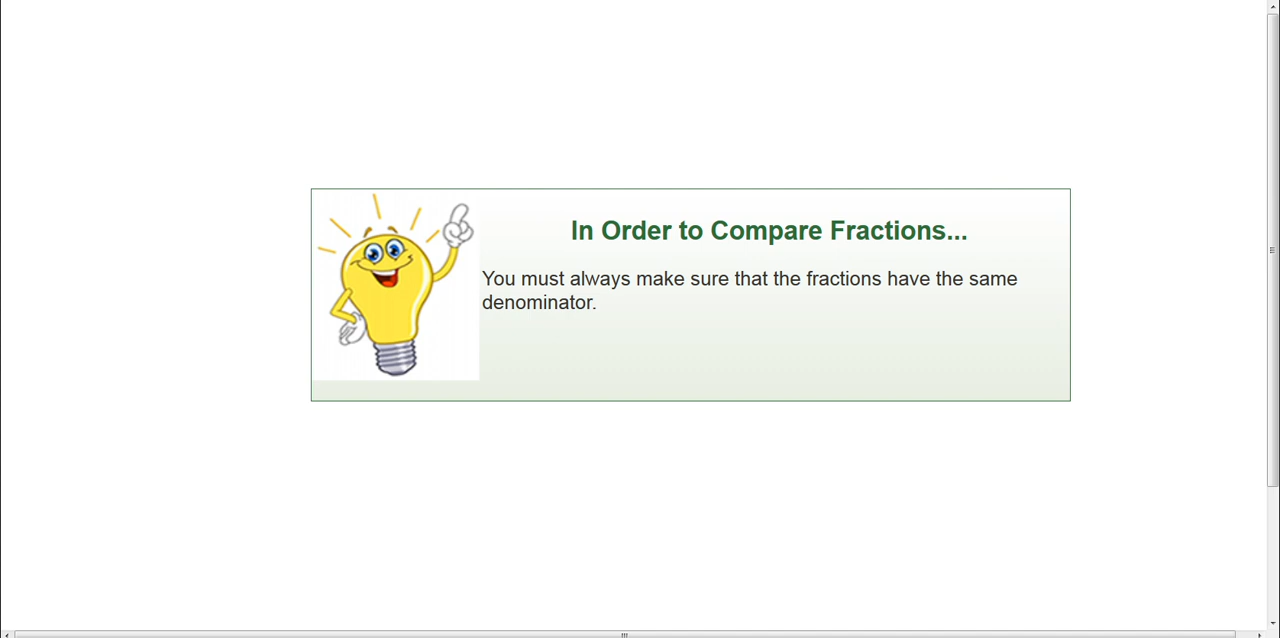 In Order to Compare Fractions...
You must always make sure that the fractions have the same
denominator.